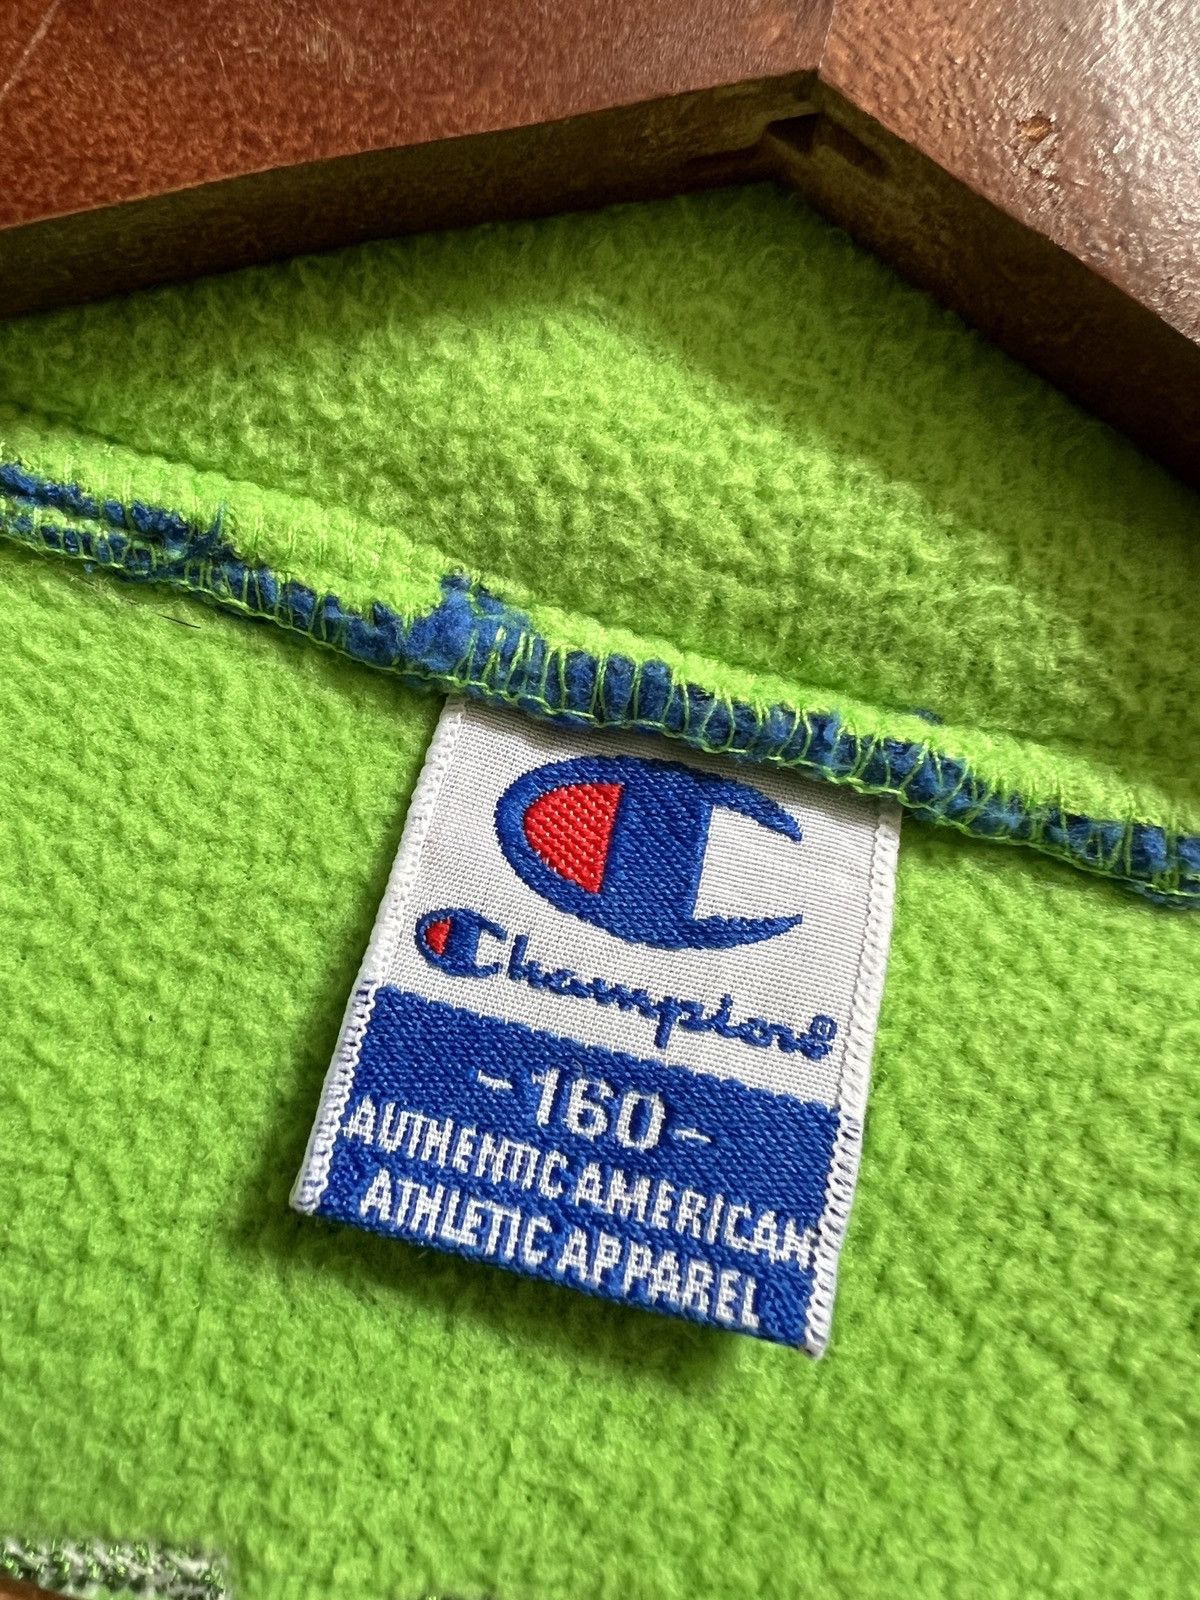 Champion®
-160-
AUTHENTIC AMERICAN
ATHLETIC APPAREL